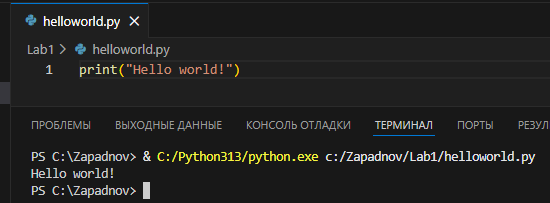 helloworld.py ×
Lab1 > helloworld.py
1 print("Hello world!")
ПРОБЛЕМЫ ВЫХОДНЫЕ ДАННЫЕ КОНСОЛЬ ОТЛАДКИ ТЕРМИНАЛ ПОРТЫ РЕЗУЛ
PS C:\Zapadnov> & C:/Python313/python.exe c:/Zapadnov/Lab1/helloworld.py
Hello world!
PS C:\Zapadnov>